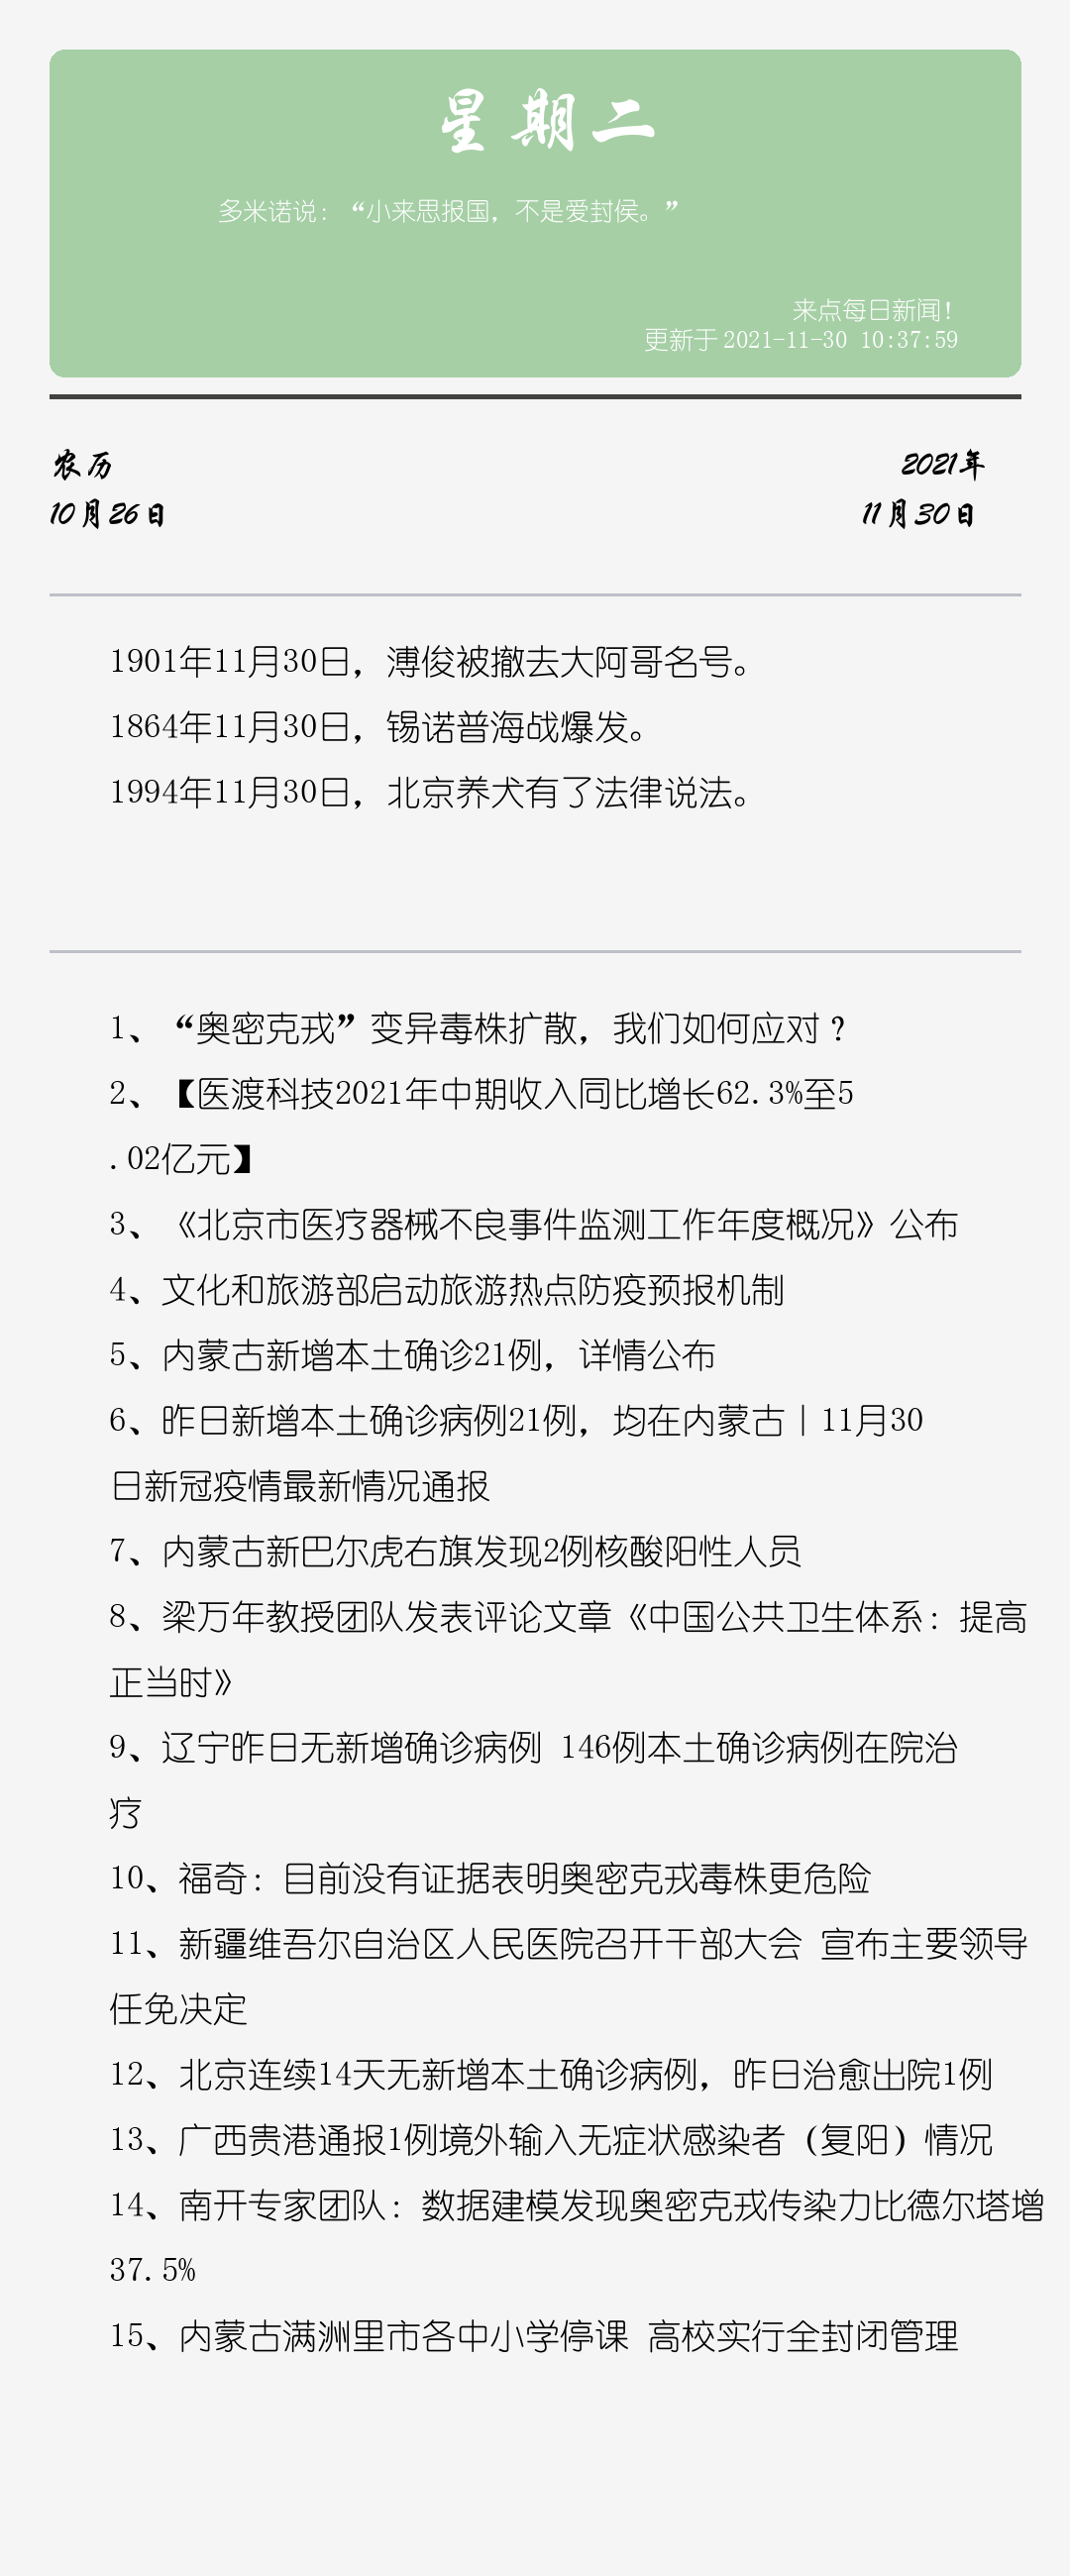 星期二
多米诺说：“小来思报国，不是爱封侯。”
来点每日新闻！
更新于 2021-11-30 10:37:59
农历
10月26日
2021年
11月30日
1901年11月30日，溥俊被撤去大阿哥名号。
1864年11月30日，锡诺普海战爆发。
1994年11月30日，北京养犬有了法律说法。
1、“奥密克戎”变异毒株扩散，我们如何应对？
2、【医渡科技2021年中期收入同比增长62.3%至5
.02亿元】
3、《北京市医疗器械不良事件监测工作年度概况》公布
4、文化和旅游部启动旅游热点防疫预报机制
5、内蒙古新增本土确诊21例，详情公布
6、昨日新增本土确诊病例21例，均在内蒙古丨11月30
日新冠疫情最新情况通报
7、内蒙古新巴尔虎右旗发现2例核酸阳性人员
8、梁万年教授团队发表评论文章《中国公共卫生体系：提高
正当时》
9、辽宁昨日无新增确诊病例 146例本土确诊病例在院治
疗
10、福奇：目前没有证据表明奥密克戎毒株更危险
11、新疆维吾尔自治区人民医院召开干部大会 宣布主要领导
任免决定
12、北京连续14天无新增本土确诊病例，昨日治愈出院1例
13、广西贵港通报1例境外输入无症状感染者（复阳）情况
14、南开专家团队：数据建模发现奥密克戎传染力比德尔塔增
37.5%
15、内蒙古满洲里市各中小学停课 高校实行全封闭管理